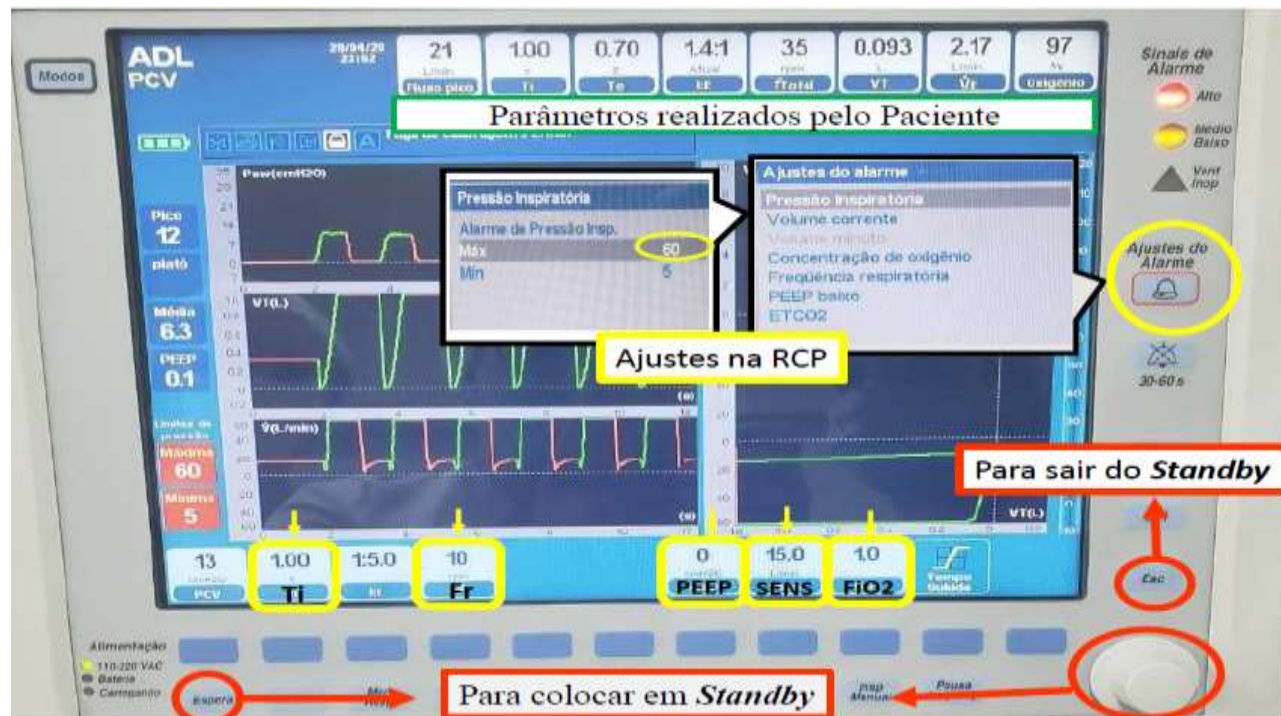 Modos
ADL
PCV
21
1.00
0.70
1.4:1
35
0.093
2.17
97
Fluxo pico
Ti
Te
I:E
fTotal
VT
Oxigênio
Parâmetros realizados pelo Paciente
Sinais de
Alarme
Alto
Médio
Baixo
Vent
Inop
Paw(cmH2O)
Pressão Inspiratória
Alarme de Pressão Insp.
Máx 60
Min 5
Ajustes do alarme
Pressão Inspiratória
Volume corrente
Volume minuto
Concentração de oxigênio
Freqüência respiratória
PEEP baixo
ETCO2
Ajustes do
Alarme
30-60 s
Pico
12
platô
Média
6.3
PEEP
0.1
VT(L)
Ajustes na RCP
Limites de
pressão
Máxima
60
Mínima
5
V(L/min)
Para sair do Standby
VT(L)
13
1.00
1:5.0
10
0
15.0
1.0
PCV
Ti
Fr
PEEP
SENS
FiO2
Tempo
Subida
Esc
Alimentação
110-220 VAC
Bateria
Carregando
Espera
Para colocar em Standby
Insp
Manual
Pausa